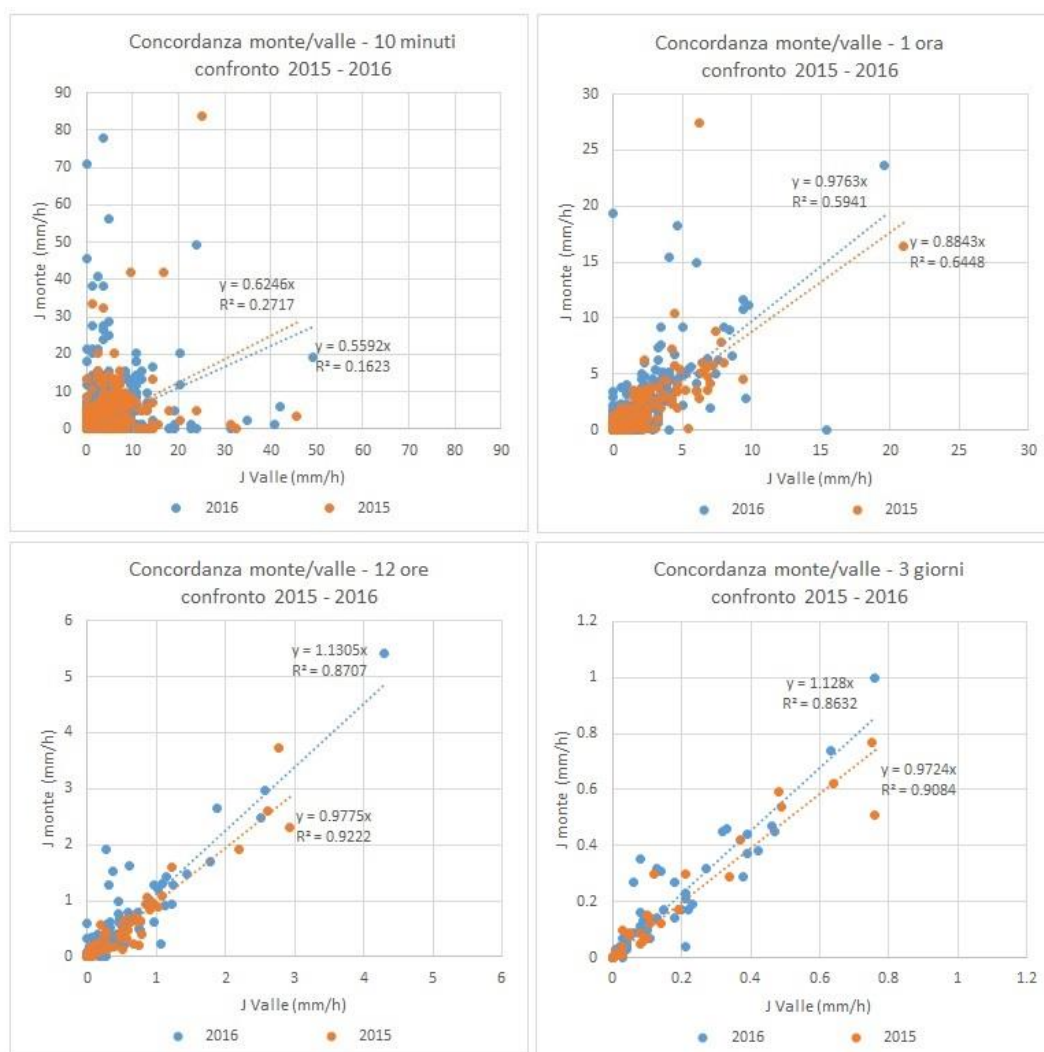 Concordanza monte/valle - 10 minuti
confronto 2015 - 2016
90
80
70
60
50
40
30
20
10
0
J monte (mm/h)
y = 0.6246x
R² = 0.2717
y = 0.5592x
R² = 0.1623
0 10 20 30 40 50 60 70 80 90
J Valle (mm/h)
2016 2015
Concordanza monte/valle - 1 ora
confronto 2015 - 2016
30
25
20
15
10
5
0
J monte (mm/h)
y = 0.9763x
R² = 0.5941
y = 0.8843x
R² = 0.6448
0 5 10 15 20 25 30
J Valle (mm/h)
2016 2015
Concordanza monte/valle - 12 ore
confronto 2015 - 2016
6
5
4
3
2
1
0
J monte (mm/h)
y = 1.1305x
R² = 0.8707
y = 0.9775x
R² = 0.9222
0 1 2 3 4 5 6
J Valle (mm/h)
2016 2015
Concordanza monte/valle - 3 giorni
confronto 2015 - 2016
1.2
1
0.8
0.6
0.4
0.2
0
J monte (mm/h)
y = 1.128x
R² = 0.8632
y = 0.9724x
R² = 0.9084
0 0.2 0.4 0.6 0.8 1 1.2
J Valle (mm/h)
2016 2015